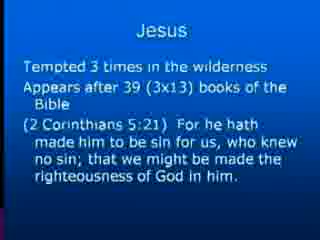 Jesus
Tempted 3 times in the wilderness
Appears after 39 (3x13) books of the
Bible
(2 Corinthians 5:21)  For he hath
made him to be sin for us, who knew
no sin; that we might be made the
righteousness of God in him.